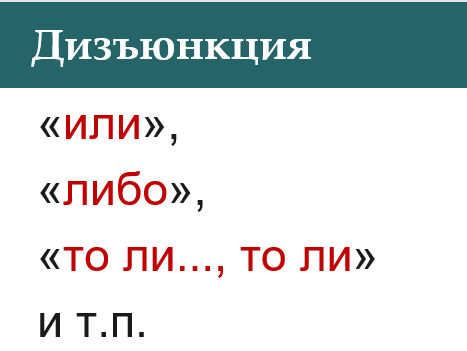 Дизъюнкция
«или»,
«либо»,
«то ли..., то ли»
и т.п.